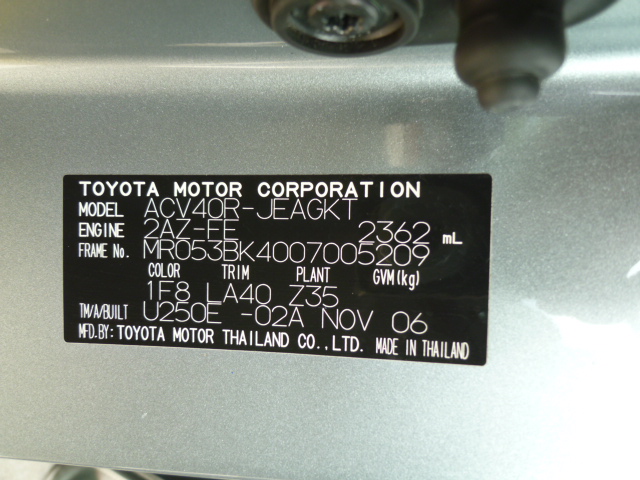 TOYOTA MOTOR CORPORATION
MODEL ACV40R-JEAGKT
ENGINE 2AZ-FE 2362 mL
FRAME No. MR053BK4007005209
COLOR TRIM PLANT GVM(kg)
1F8 LA40 Z35
TM/A/BUILT U250E -02A NOV 06
MFD.BY: TOYOTA MOTOR THAILAND CO.,LTD. MADE IN THAILAND